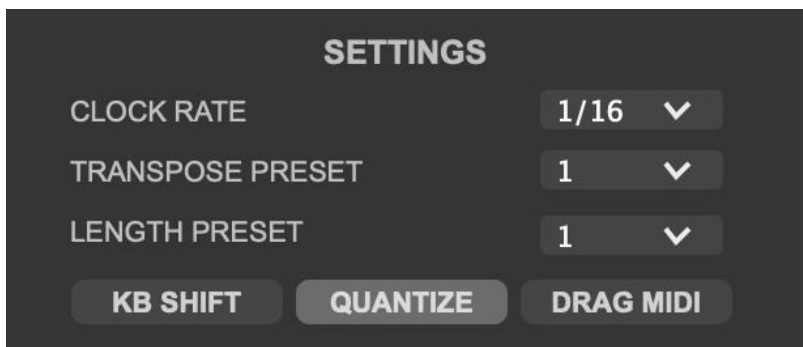 SETTINGS
CLOCK RATE 1/16
TRANSPOSE PRESET 1
LENGTH PRESET 1
KB SHIFT QUANTIZE DRAG MIDI